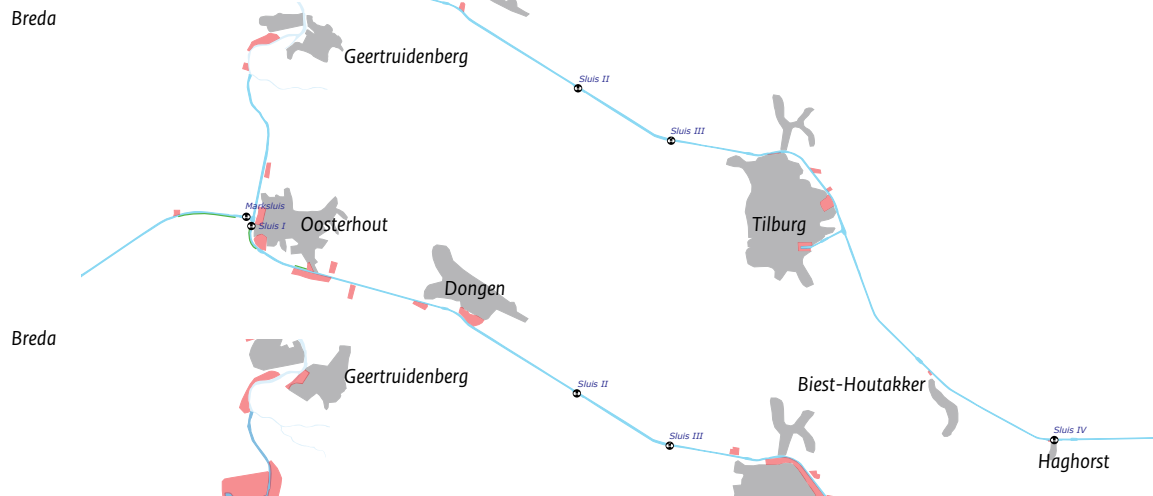 Breda
Geertruidenberg
Sluis II
Sluis III
Marksluis
Sluis I
Oosterhout
Tilburg
Dongen
Breda
Geertruidenberg
Sluis II
Biest-Houtakker
Sluis III
Sluis IV
Haghorst